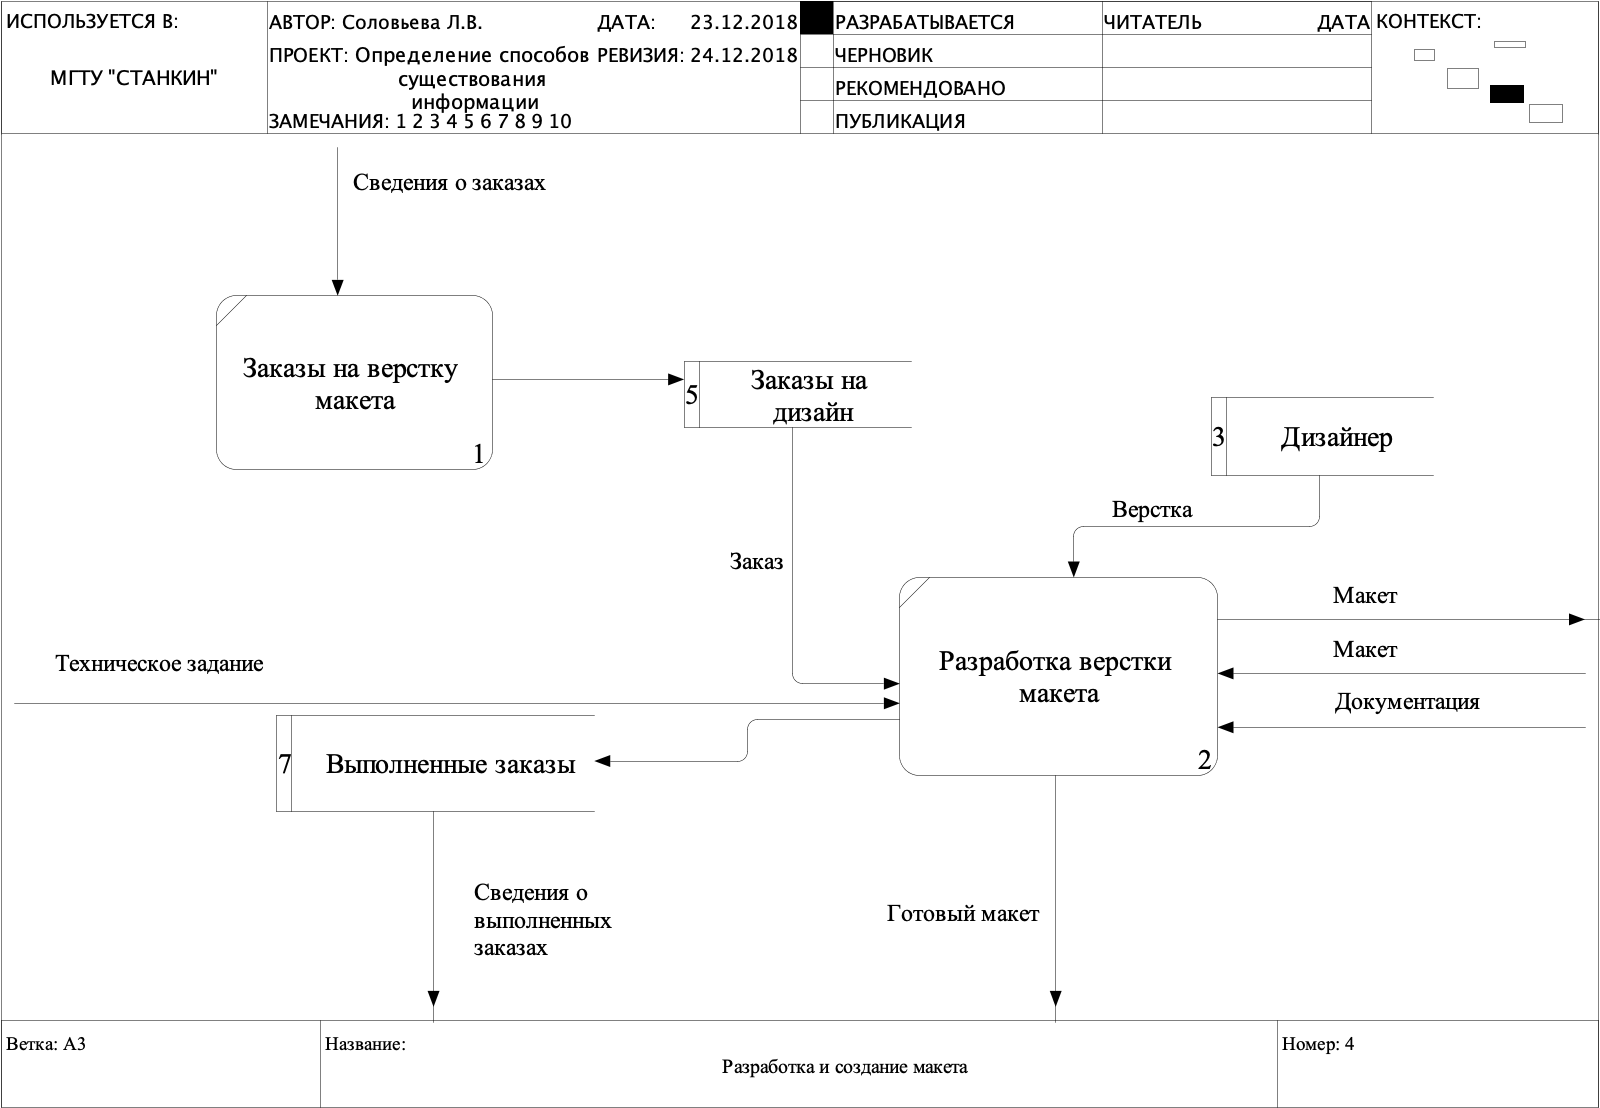 ИСПОЛЬЗУЕТСЯ В:
МГТУ "СТАНКИН"
АВТОР: Соловьева Л.В.
ДАТА: 23.12.2018
ПРОЕКТ: Определение способов
существования
информации
РЕВИЗИЯ: 24.12.2018
ЗАМЕЧАНИЯ: 1 2 3 4 5 6 7 8 9 10
РАЗРАБАТЫВАЕТСЯ
ЧЕРНОВИК
РЕКОМЕНДОВАНО
ПУБЛИКАЦИЯ
ЧИТАТЕЛЬ
ДАТА
КОНТЕКСТ:
Сведения о заказах
Заказы на верстку
макета
1
5
Заказы на
дизайн
3
Дизайнер
Верстка
Заказ
Макет
Макет
Документация
Техническое задание
Разработка верстки
макета
2
7
Выполненные заказы
Сведения о
выполненных
заказах
Готовый макет
Ветка: А3
Название:
Разработка и создание макета
Номер: 4